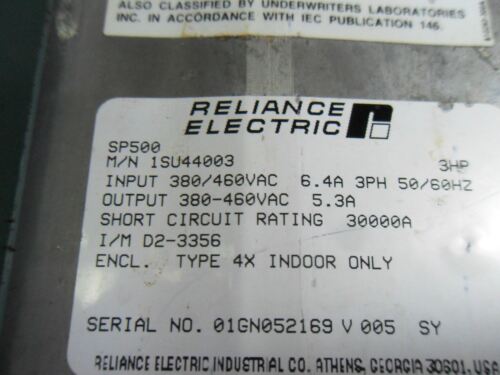 ALSO CLASSIFIED BY UNDERWRITERS LABORATORIES
INC. IN ACCORDANCE WITH IEC PUBLICATION 146.
RELIANCE
ELECTRIC
SP500
M/N 1SU44003 3HP
INPUT 380/460VAC 6.4A 3PH 50/60HZ
OUTPUT 380-460VAC 5.3A
SHORT CIRCUIT RATING 30000A
I/M D2-3356
ENCL. TYPE 4X INDOOR ONLY
SERIAL NO. 01GN052169 V 005 SY
RELIANCE ELECTRIC INDUSTRIAL CO. ATHENS, GEORGIA 30601. USA